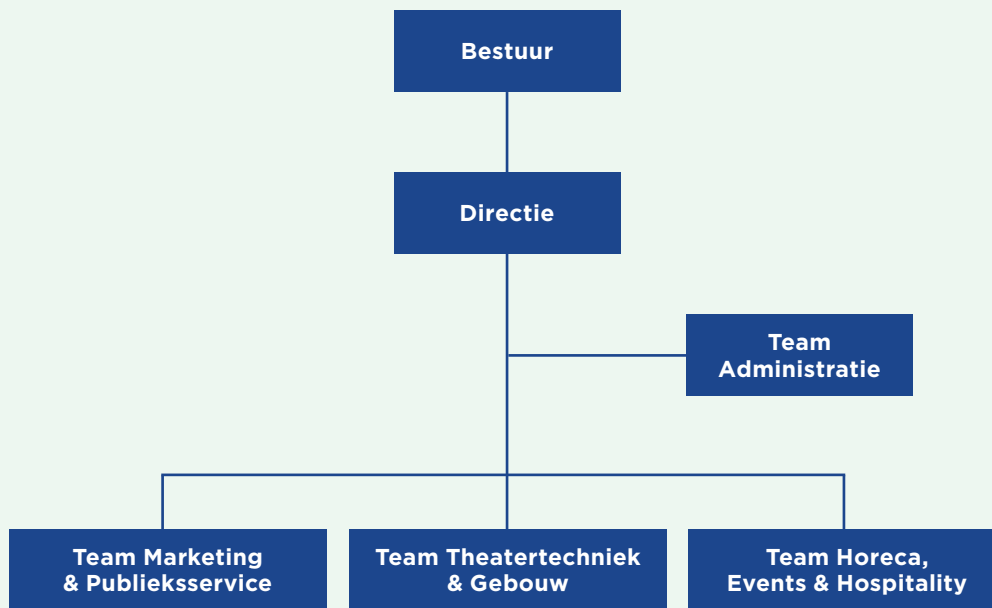 Bestuur
Directie
Team
Administratie
Team Marketing
& Publieksservice
Team Theatertechniek
& Gebouw
Team Horeca,
Events & Hospitality